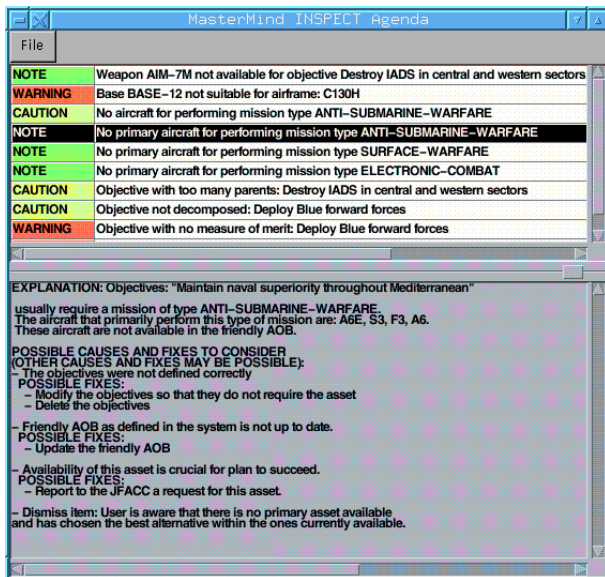 MasterMind INSPECT Agenda
File
NOTE Weapon AIM-7M not available for objective Destroy IADS in central and western sectors
WARNING Base BASE-12 not suitable for airframe: C130H
CAUTION No aircraft for performing mission type ANTI-SUBMARINE-WARFARE
NOTE No primary aircraft for performing mission type ANTI-SUBMARINE-WARFARE
NOTE No primary aircraft for performing mission type SURFACE-WARFARE
NOTE No primary aircraft for performing mission type ELECTRONIC-COMBAT
CAUTION Objective with too many parents: Destroy IADS in central and western sectors
CAUTION Objective not decomposed: Deploy Blue forward forces
WARNING Objective with no measure of merit: Deploy Blue forward forces
EXPLANATION: Objectives: "Maintain naval superiority throughout Mediterranean"
usually require a mission of type ANTI-SUBMARINE-WARFARE.
The aircraft that primarily perform this type of mission are: A6E, S3, F3, A6.
These aircraft are not available in the friendly AOB.
POSSIBLE CAUSES AND FIXES TO CONSIDER
(OTHER CAUSES AND FIXES MAY BE POSSIBLE):
- The objectives were not defined correctly
POSSIBLE FIXES:
- Modify the objectives so that they do not require the asset
- Delete the objectives
- Friendly AOB as defined in the system is not up to date.
POSSIBLE FIXES:
- Update the friendly AOB
- Availability of this asset is crucial for plan to succeed.
POSSIBLE FIXES:
- Report to the JFACC a request for this asset.
- Dismiss item: User is aware that there is no primary asset available
and has chosen the best alternative within the ones currently available.